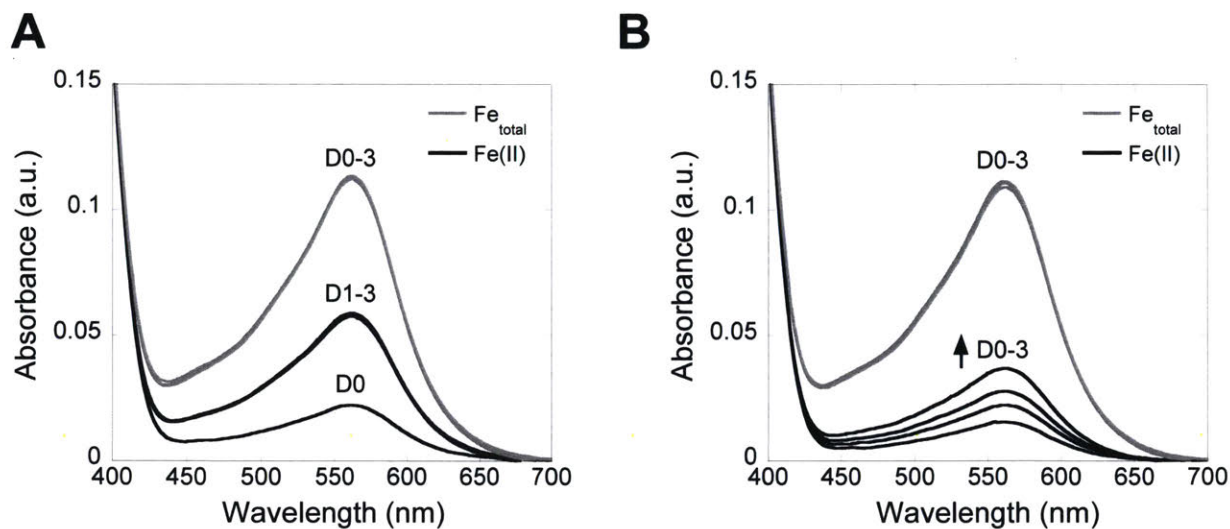 A
B
0.15
0.1
0.05
0
Absorbance (a.u.)
Fe total
Fe(II)
D0-3
D1-3
D0
400 450 500 550 600 650 700
Wavelength (nm)
0.15
0.1
0.05
0
Absorbance (a.u.)
Fe total
Fe(II)
D0-3
D0-3
400 450 500 550 600 650 700
Wavelength (nm)